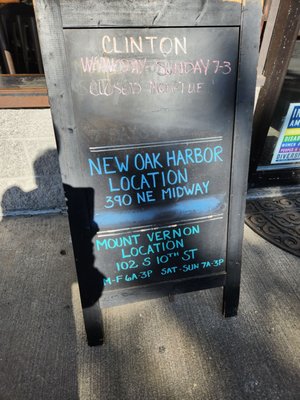 CLINTON
WEDNESDAY - SUNDAY 7-3
CLOSED MON-TUE
NEW OAK HARBOR
LOCATION
390 NE MIDWAY
MOUNT VERNON
LOCATION
102 S 10TH ST
M-F 6A-3P SAT-SUN 7A-3P